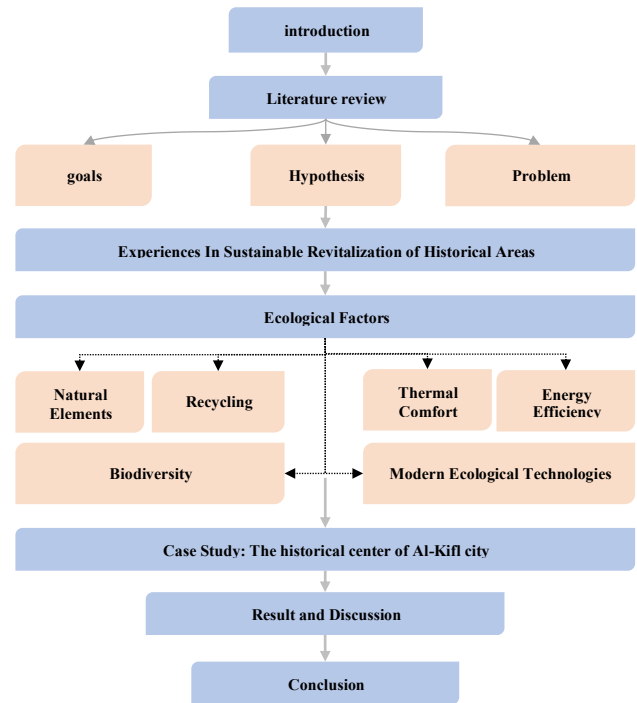 introduction
Literature review
goals
Hypothesis
Problem
Experiences In Sustainable Revitalization of Historical Areas
Ecological Factors
Natural
Elements
Recycling
Thermal
Comfort
Energy
Efficiency
Biodiversity
Modern Ecological Technologies
Case Study: The historical center of Al-Kifl city
Result and Discussion
Conclusion